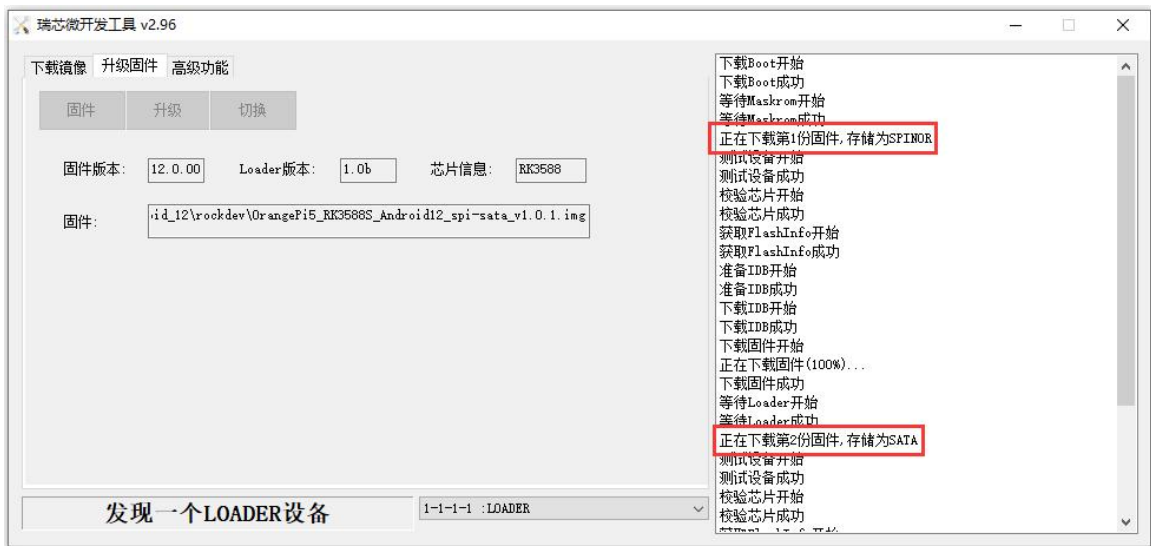 瑞芯微开发工具 v2.96
下载镜像 升级固件 高级功能
固件 升级 切换
固件版本: 12.0.00 Loader版本: 1.0b 芯片信息: RK3588
固件: id_12\rockdev\OrangePi5_RK3588S_Android12_spi-sata_v1.0.1.img
发现一个LOADER设备 1-1-1-1 :LOADER
下载Boot开始
下载Boot成功
等待Maskrom开始
等待Maskrom成功
正在下载第1份固件,存储为SPINOR
测试设备开始
测试设备成功
校验芯片开始
校验芯片成功
获取FlashInfo开始
获取FlashInfo成功
准备IDB开始
准备IDB成功
下载IDB开始
下载IDB成功
下载固件开始
正在下载固件(100%)...
下载固件成功
等待Loader开始
等待Loader成功
正在下载第2份固件,存储为SATA
测试设备开始
测试设备成功
校验芯片开始
校验芯片成功